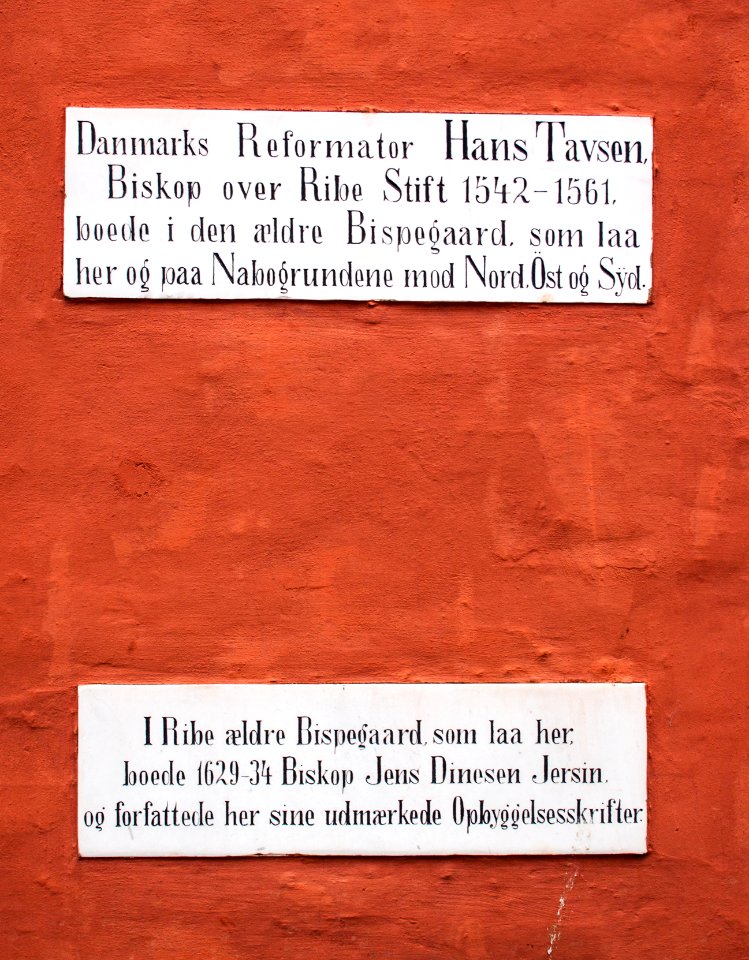 Danmarks Reformator Hans Tavsen,
Biskop over Ribe Stift 1542-1561,
boede i den ældre Bispegaard, som laa
her og paa Nabogrundene mod Nord, Öst og Sÿd.
I Ribe ældre Bispegaard, som laa her,
boede 1629-34 Biskop Jens Dinesen Jersin,
og forfattede her sine udmærkede Opbyggelsesskrifter.